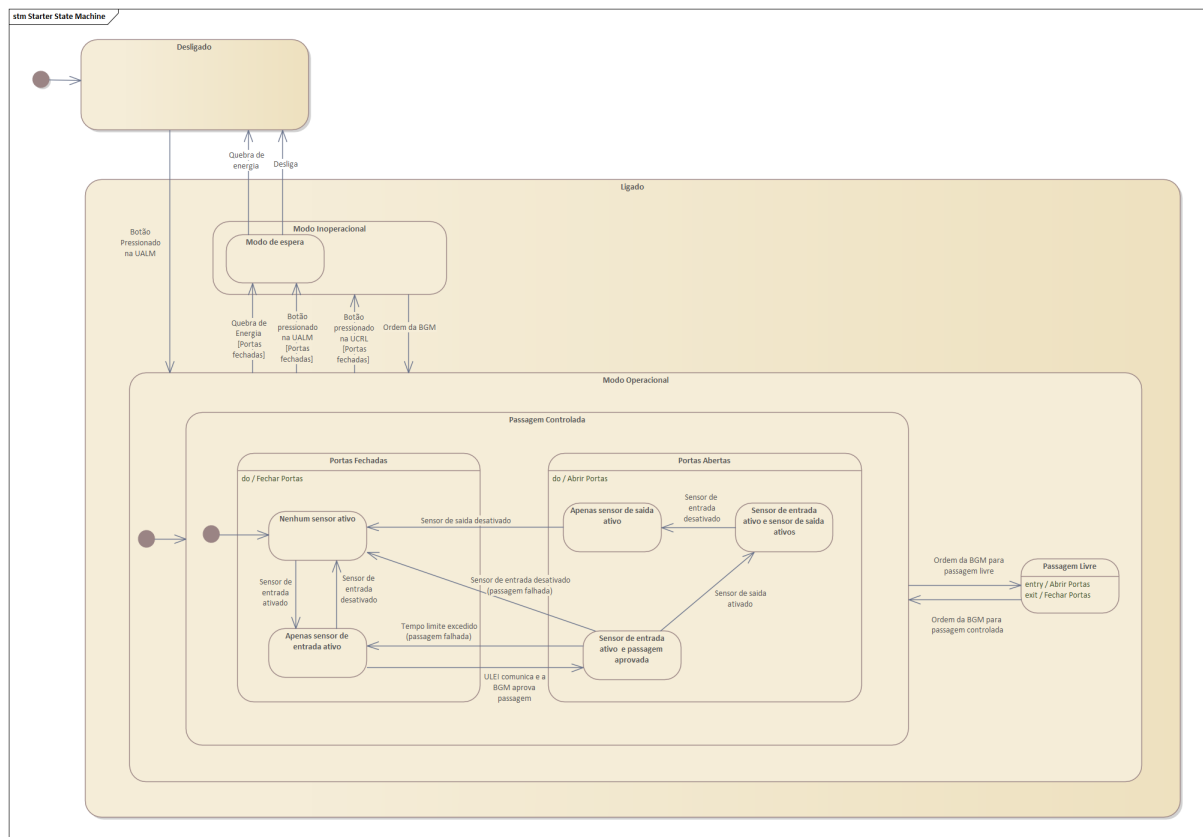 stm Starter State Machine
Desligado
Quebra de
energia
Desliga
Ligado
Botão
Pressionado
na UALM
Modo Inoperacional
Modo de espera
Quebra de
Energia
[Portas
fechadas]
Botão
pressionado
na UALM
[Portas
fechadas]
Botão
pressionado
na UCRL
[Portas
fechadas]
Ordem da BGM
Modo Operacional
Passagem Controlada
Portas Fechadas
do / Fechar Portas
Portas Abertas
do / Abrir Portas
Nenhum sensor ativo
Sensor de saida desativado
Apenas sensor de saida
ativo
Sensor de
entrada
desativado
Sensor de entrada
ativo e sensor de saida
ativos
Sensor de
entrada
ativado
Sensor de
entrada
desativado
Sensor de entrada desativado
(passagem falhada)
Sensor de saida
ativado
Ordem da BGM para
passagem livre
Passagem Livre
entry / Abrir Portas
exit / Fechar Portas
Ordem da BGM para
passagem controlada
Apenas sensor de
entrada ativo
Tempo limite excedido
(passagem falhada)
Sensor de entrada
ativo e passagem
aprovada
ULEI comunica e a
BGM aprova
passagem